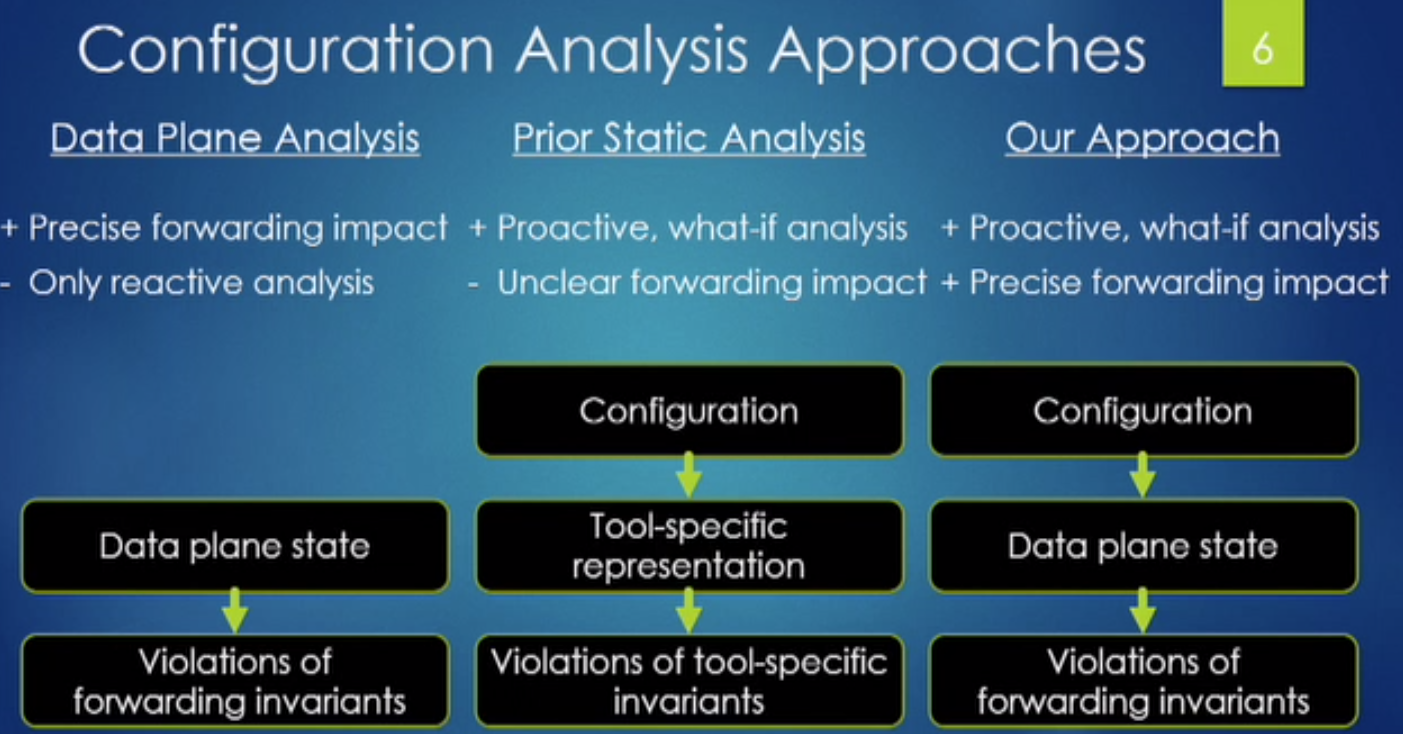 Configuration Analysis Approaches
6
Data Plane Analysis
+ Precise forwarding impact
- Only reactive analysis
Data plane state
Violations of
forwarding invariants
Prior Static Analysis
+ Proactive, what-if analysis
- Unclear forwarding impact
Configuration
Tool-specific
representation
Violations of tool-specific
invariants
Our Approach
+ Proactive, what-if analysis
+ Precise forwarding impact
Configuration
Data plane state
Violations of
forwarding invariants